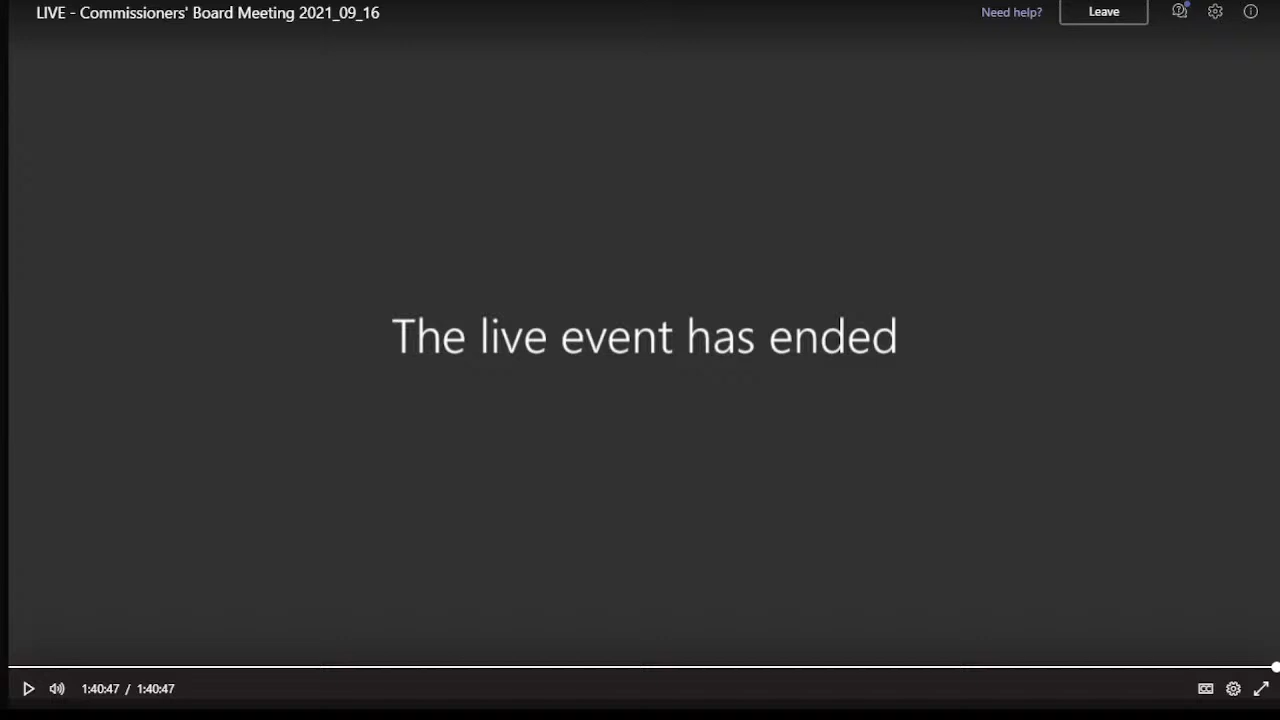 LIVE - Commissioners' Board Meeting 2021_09_16
Need help?
Leave
The live event has ended
1:40:47 / 1:40:47
CC